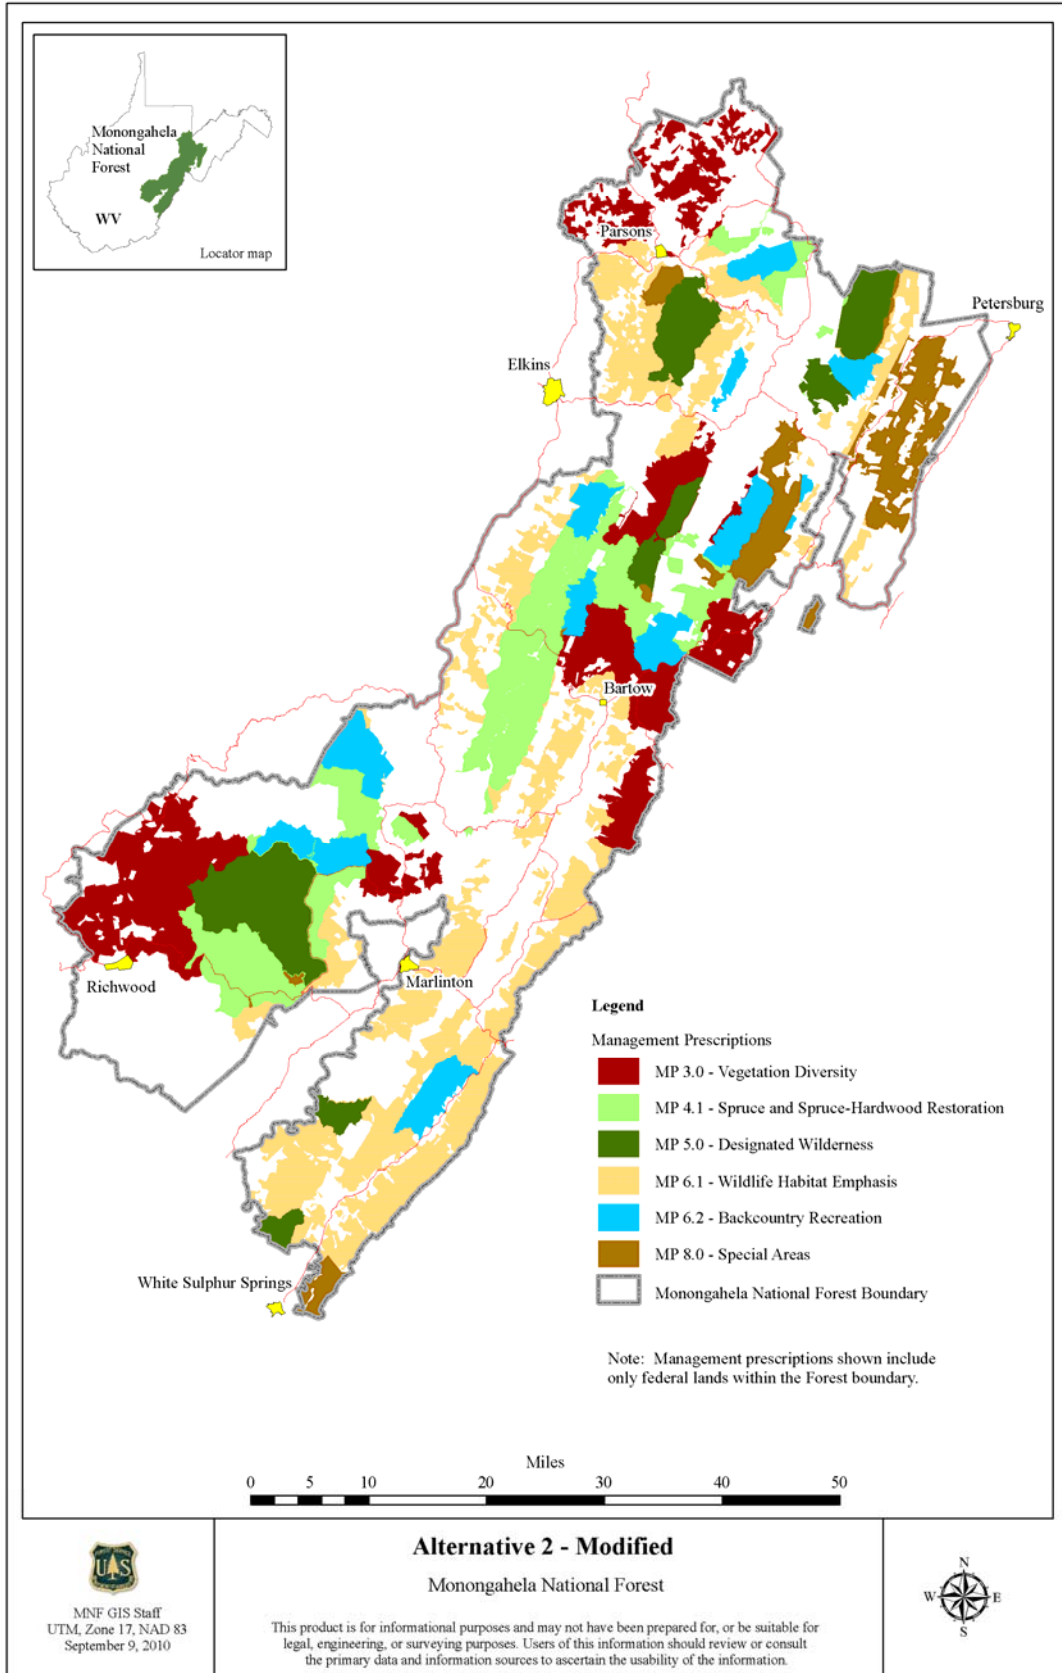 Monongahela
National
Forest
WV
Locator map
Parsons
Petersburg
Elkins
Bartow
Richwood
Marlinton
White Sulphur Springs
Legend
Management Prescriptions
MP 3.0 - Vegetation Diversity
MP 4.1 - Spruce and Spruce-Hardwood Restoration
MP 5.0 - Designated Wilderness
MP 6.1 - Wildlife Habitat Emphasis
MP 6.2 - Backcountry Recreation
MP 8.0 - Special Areas
Monongahela National Forest Boundary
Note: Management prescriptions shown include
only federal lands within the Forest boundary.
Miles
0 5 10 20 30 40 50
U S
MNF GIS Staff
UTM, Zone 17, NAD 83
September 9, 2010
Alternative 2 - Modified
Monongahela National Forest
This product is for informational purposes and may not have been prepared for, or be suitable for
legal, engineering, or surveying purposes. Users of this information should review or consult
the primary data and information sources to ascertain the usability of the information.
N
W E
S